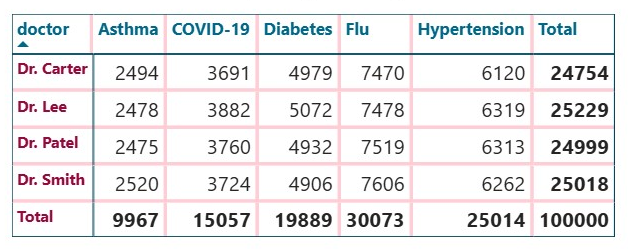 doctor Asthma COVID-19 Diabetes Flu Hypertension Total
Dr. Carter 2494 3691 4979 7470 6120 24754
Dr. Lee 2478 3882 5072 7478 6319 25229
Dr. Patel 2475 3760 4932 7519 6313 24999
Dr. Smith 2520 3724 4906 7606 6262 25018
Total 9967 15057 19889 30073 25014 100000